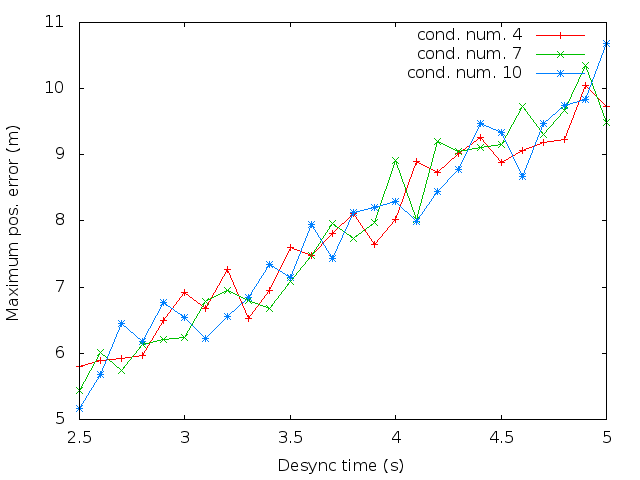 11
10
9
8
7
6
5
Maximum pos. error (m)
cond. num. 4
cond. num. 7
cond. num. 10
2.5 3 3.5 4 4.5 5
Desync time (s)